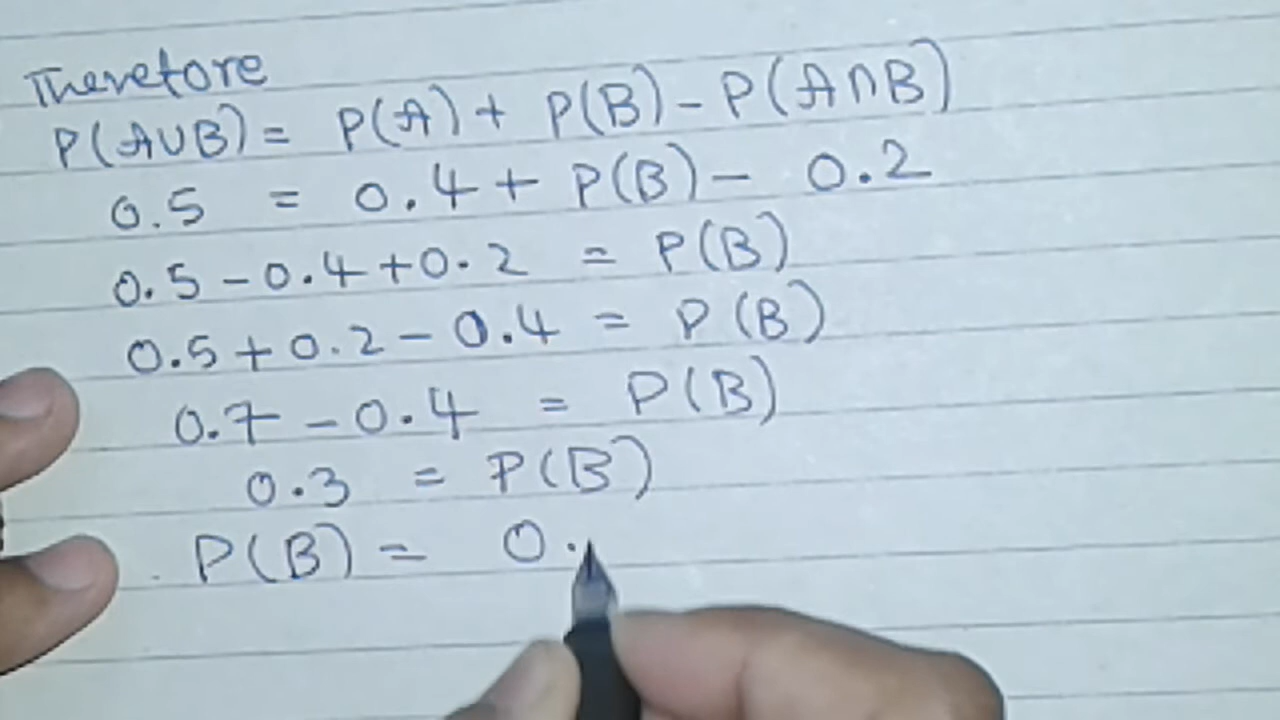 Therefore
P(A∪B) = P(A) + P(B) - P(A∩B)
0.5 = 0.4 + P(B) - 0.2
0.5 - 0.4 + 0.2 = P(B)
0.5 + 0.2 - 0.4 = P(B)
0.7 - 0.4 = P(B)
0.3 = P(B)
P(B) = 0.